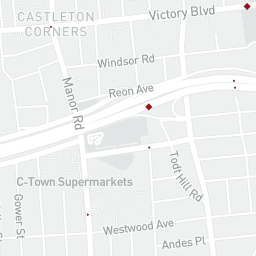 CASTLETON
CORNERS
Victory Blvd
Windsor Rd
Reon Ave
Manor Rd
Todt Hill Rd
C-Town Supermarkets
Gower St
Westwood Ave
Andes Pl